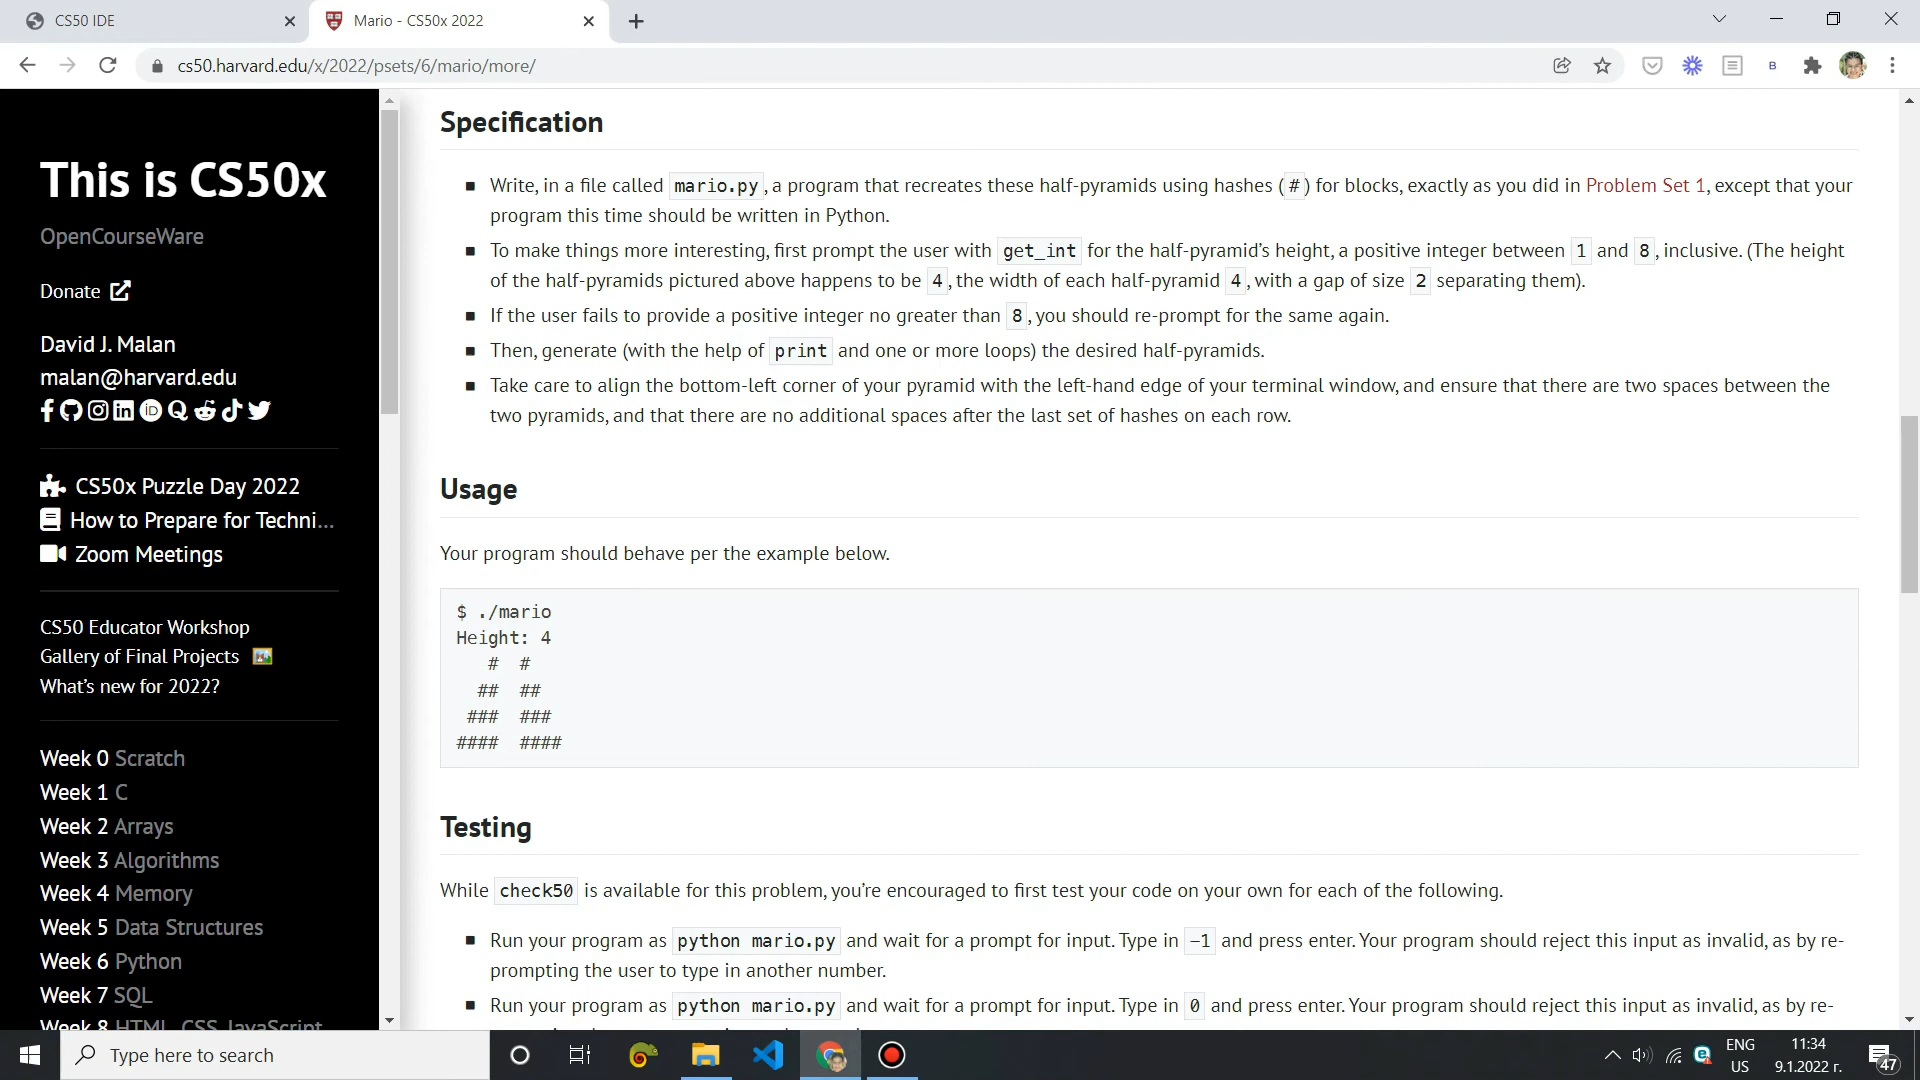 CS50 IDE
Mario - CS50x 2022
cs50.harvard.edu/x/2022/psets/6/mario/more/
B
This is CS50x
OpenCourseWare
Donate
David J. Malan
malan@harvard.edu
CS50x Puzzle Day 2022
How to Prepare for Techni...
Zoom Meetings
CS50 Educator Workshop
Gallery of Final Projects
What's new for 2022?
Week 0 Scratch
Week 1 C
Week 2 Arrays
Week 3 Algorithms
Week 4 Memory
Week 5 Data Structures
Week 6 Python
Week 7 SQL
Week 8 HTML, CSS, JavaScript
Specification
Write, in a file called mario.py, a program that recreates these half-pyramids using hashes (#) for blocks, exactly as you did in Problem Set 1, except that your
program this time should be written in Python.
To make things more interesting, first prompt the user with get_int for the half-pyramid's height, a positive integer between 1 and 8, inclusive. (The height
of the half-pyramids pictured above happens to be 4, the width of each half-pyramid 4, with a gap of size 2 separating them).
If the user fails to provide a positive integer no greater than 8, you should re-prompt for the same again.
Then, generate (with the help of print and one or more loops) the desired half-pyramids.
Take care to align the bottom-left corner of your pyramid with the left-hand edge of your terminal window, and ensure that there are two spaces between the
two pyramids, and that there are no additional spaces after the last set of hashes on each row.
Usage
Your program should behave per the example below.
$ ./mario
Height: 4
   #  #
  ##  ##
 ###  ###
####  ####
Testing
While check50 is available for this problem, you're encouraged to first test your code on your own for each of the following.
Run your program as python mario.py and wait for a prompt for input. Type in -1 and press enter. Your program should reject this input as invalid, as by re-
prompting the user to type in another number.
Run your program as python mario.py and wait for a prompt for input. Type in 0 and press enter. Your program should reject this input as invalid, as by re-
Type here to search
ENG
US
11:34
9.1.2022 г.
47